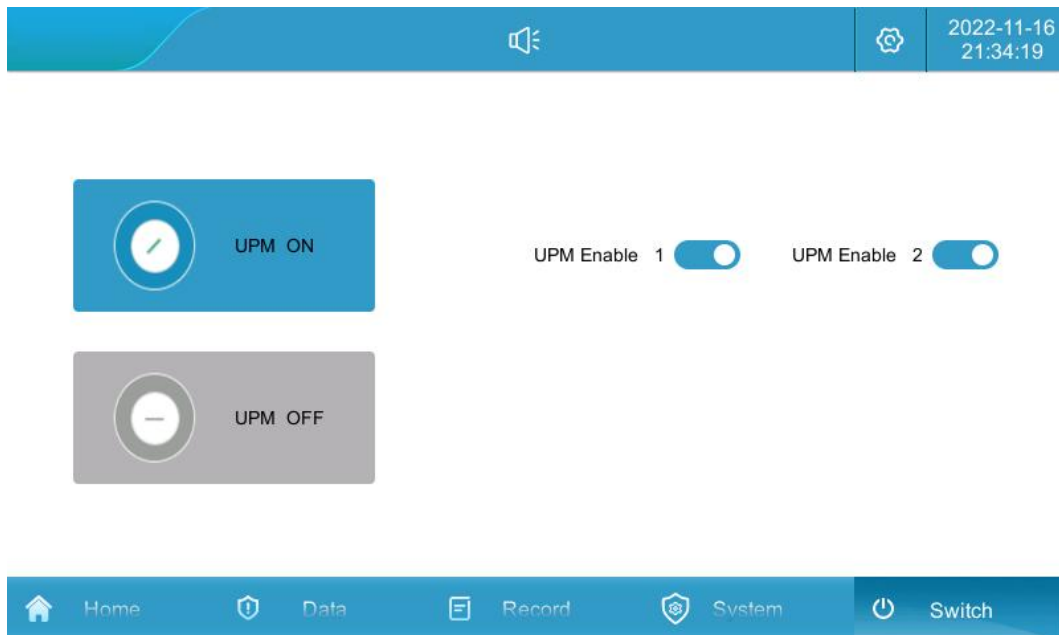 2022-11-16
21:34:19
UPM ON
UPM Enable 1
UPM Enable 2
UPM OFF
Home
Data
Record
System
Switch